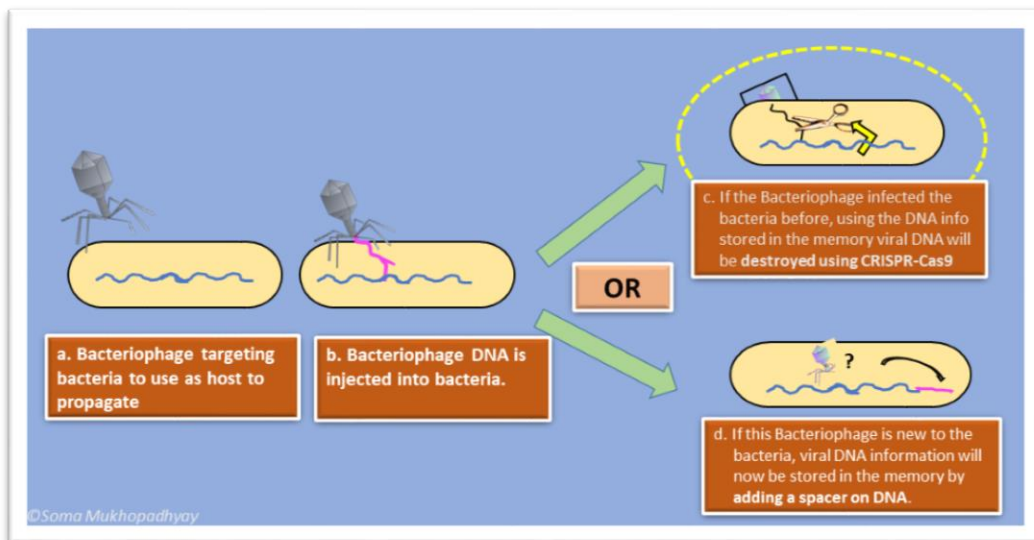 a. Bacteriophage targeting
bacteria to use as host to
propagate
b. Bacteriophage DNA is
injected into bacteria.
OR
c. If the Bacteriophage infected the
bacteria before, using the DNA info
stored in the memory viral DNA will
be destroyed using CRISPR-Cas9
?
d. If this Bacteriophage is new to the
bacteria, viral DNA information will
now be stored in the memory by
adding a spacer on DNA.
©Soma Mukhopadhyay